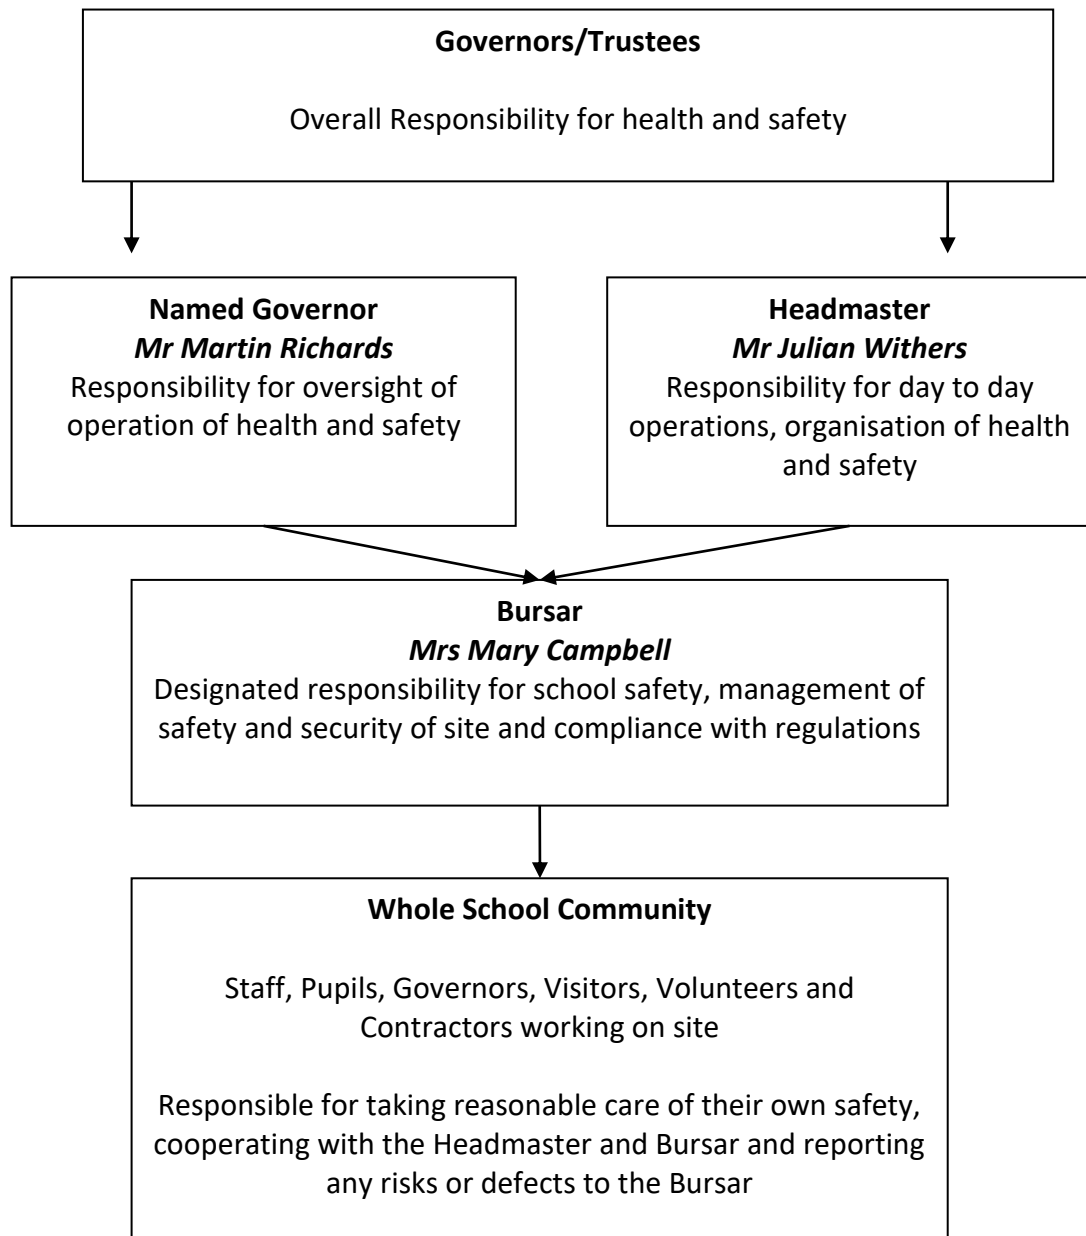 Governors/Trustees
Overall Responsibility for health and safety
Named Governor
Mr Martin Richards
Responsibility for oversight of
operation of health and safety
Headmaster
Mr Julian Withers
Responsibility for day to day
operations, organisation of health
and safety
Bursar
Mrs Mary Campbell
Designated responsibility for school safety, management of
safety and security of site and compliance with regulations
Whole School Community
Staff, Pupils, Governors, Visitors, Volunteers and
Contractors working on site
Responsible for taking reasonable care of their own safety,
cooperating with the Headmaster and Bursar and reporting
any risks or defects to the Bursar